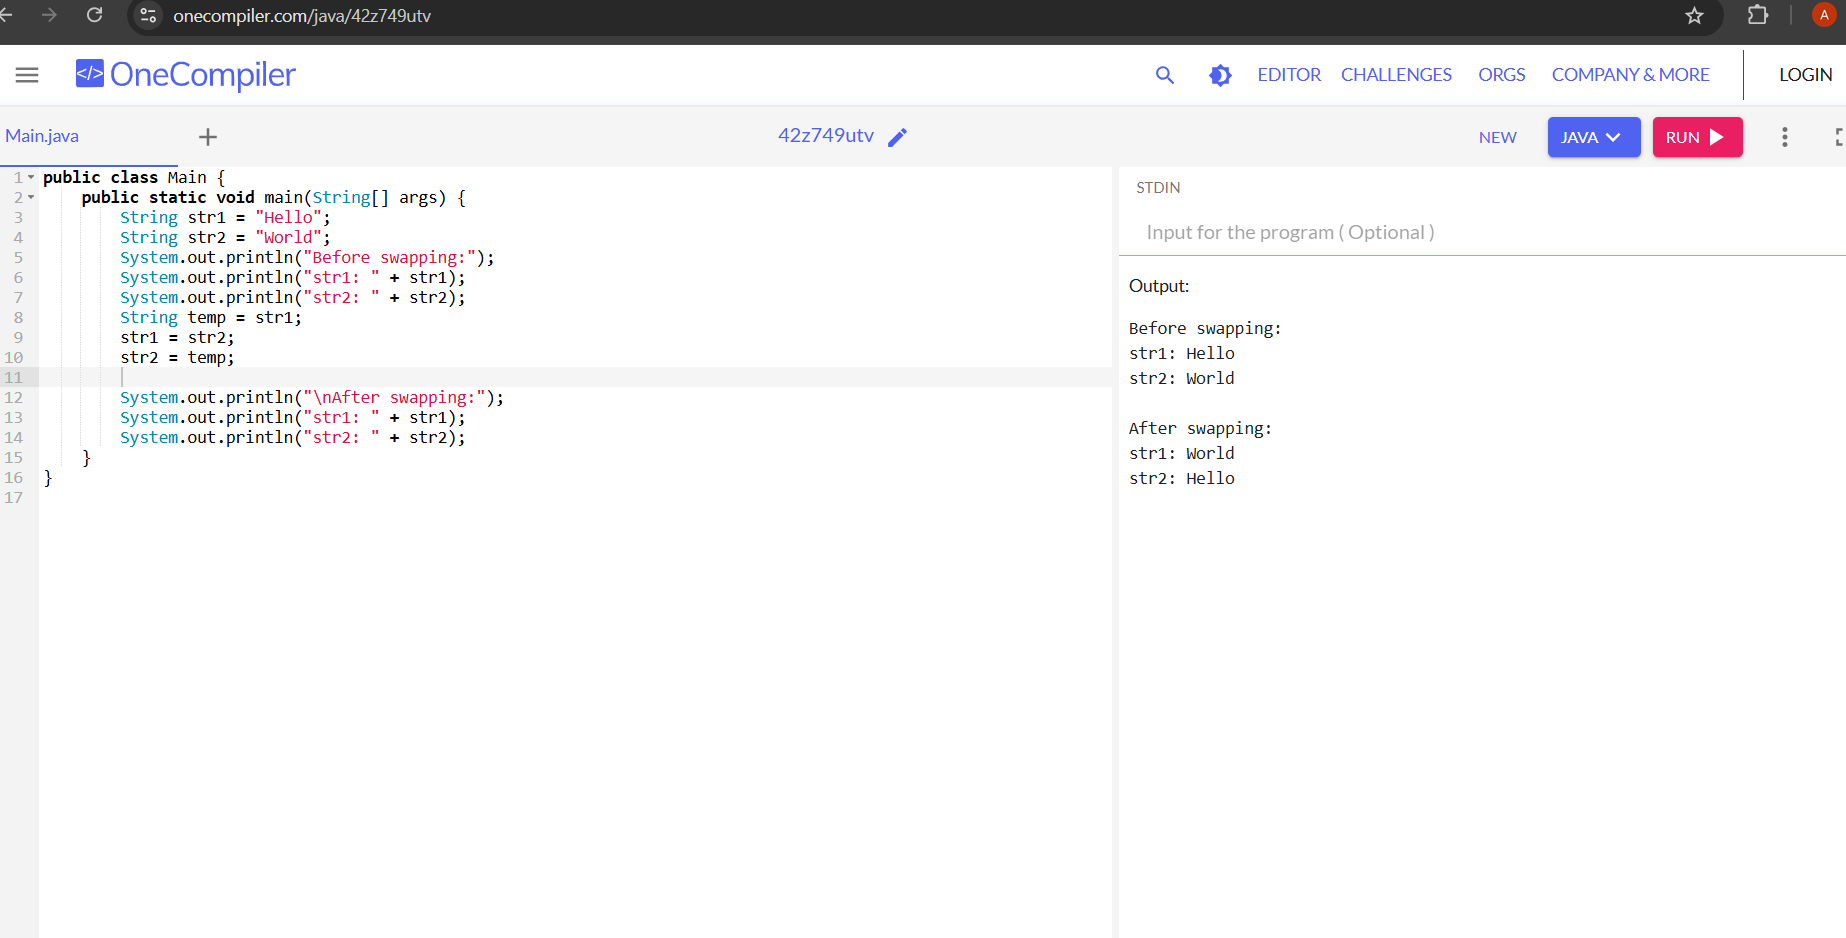 onecompiler.com/java/42z749utv
A
</> OneCompiler
EDITOR CHALLENGES ORGS COMPANY & MORE LOGIN
Main.java
42z749utv
NEW JAVA RUN
1 public class Main {
2     public static void main(String[] args) {
3         String str1 = "Hello";
4         String str2 = "World";
5         System.out.println("Before swapping:");
6         System.out.println("str1: " + str1);
7         System.out.println("str2: " + str2);
8         String temp = str1;
9         str1 = str2;
10         str2 = temp;
11
12         System.out.println("\nAfter swapping:");
13         System.out.println("str1: " + str1);
14         System.out.println("str2: " + str2);
15     }
16 }
17
STDIN
Input for the program ( Optional )
Output:
Before swapping:
str1: Hello
str2: World
After swapping:
str1: World
str2: Hello